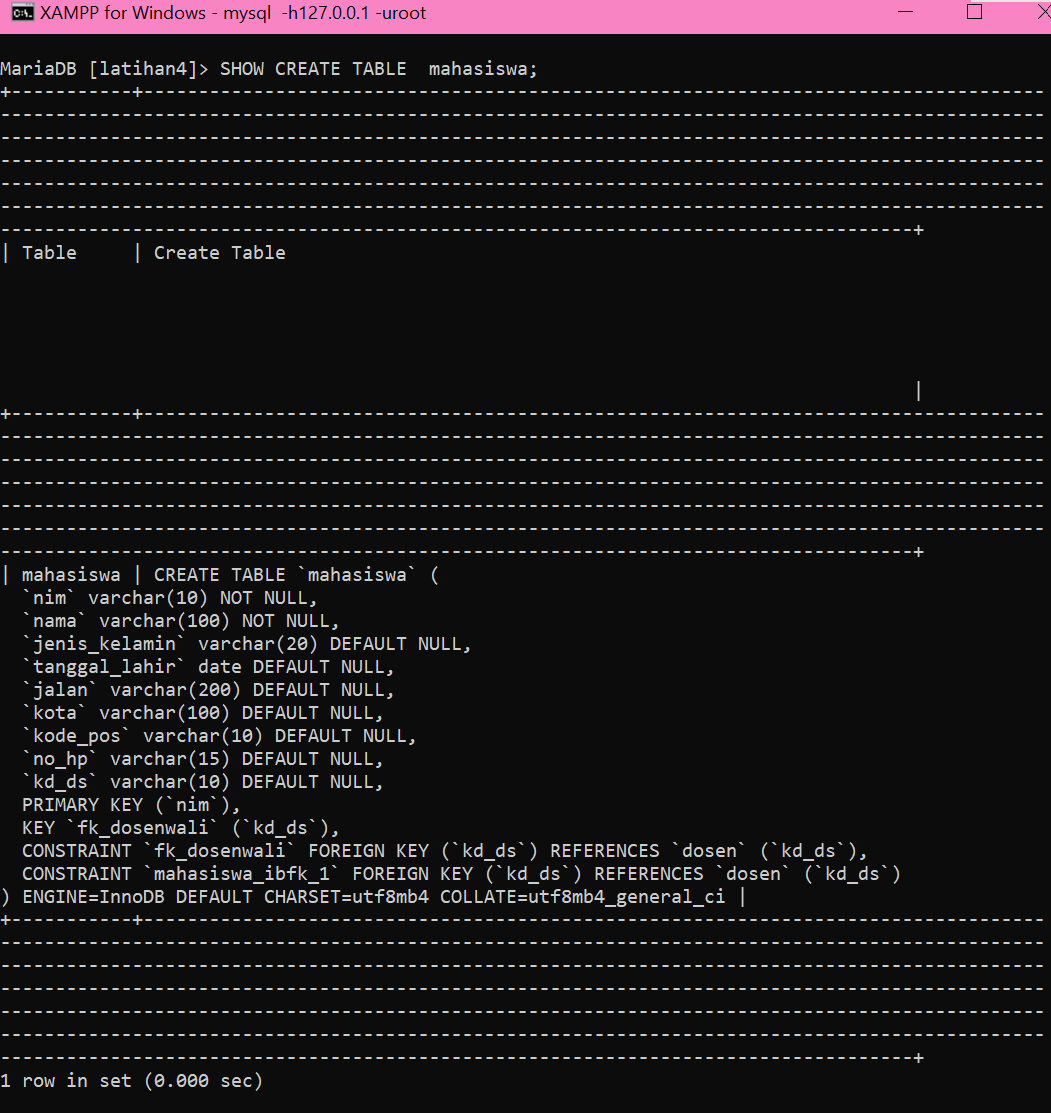 XAMPP for Windows - mysql  -h127.0.0.1 -uroot
MariaDB [latihan4]> SHOW CREATE TABLE  mahasiswa;
| Table     | Create Table
|
| mahasiswa | CREATE TABLE `mahasiswa` (
  `nim` varchar(10) NOT NULL,
  `nama` varchar(100) NOT NULL,
  `jenis_kelamin` varchar(20) DEFAULT NULL,
  `tanggal_lahir` date DEFAULT NULL,
  `jalan` varchar(200) DEFAULT NULL,
  `kota` varchar(100) DEFAULT NULL,
  `kode_pos` varchar(10) DEFAULT NULL,
  `no_hp` varchar(15) DEFAULT NULL,
  `kd_ds` varchar(10) DEFAULT NULL,
  PRIMARY KEY (`nim`),
  KEY `fk_dosenwali` (`kd_ds`),
  CONSTRAINT `fk_dosenwali` FOREIGN KEY (`kd_ds`) REFERENCES `dosen` (`kd_ds`),
  CONSTRAINT `mahasiswa_ibfk_1` FOREIGN KEY (`kd_ds`) REFERENCES `dosen` (`kd_ds`)
) ENGINE=InnoDB DEFAULT CHARSET=utf8mb4 COLLATE=utf8mb4_general_ci |
1 row in set (0.000 sec)